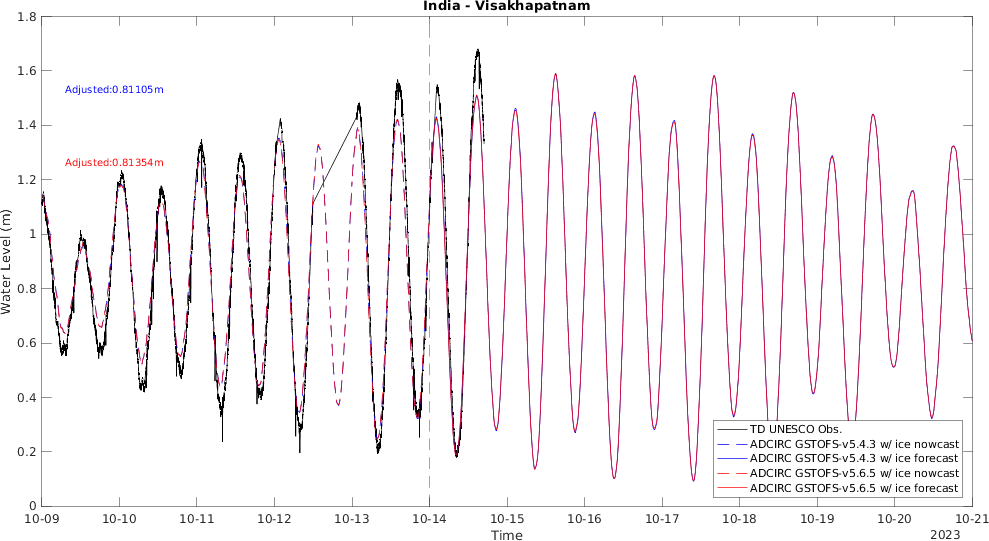 India - Visakhapatnam
1.8
1.6
1.4
1.2
1
0.8
0.6
0.4
0.2
0
Water Level (m)
Adjusted:0.81105m
Adjusted:0.81354m
TD UNESCO Obs.
ADCIRC GSTOFS-v5.4.3 w/ ice nowcast
ADCIRC GSTOFS-v5.4.3 w/ ice forecast
ADCIRC GSTOFS-v5.6.5 w/ ice nowcast
ADCIRC GSTOFS-v5.6.5 w/ ice forecast
10-09 10-10 10-11 10-12 10-13 10-14 10-15 10-16 10-17 10-18 10-19 10-20 10-21
Time
2023